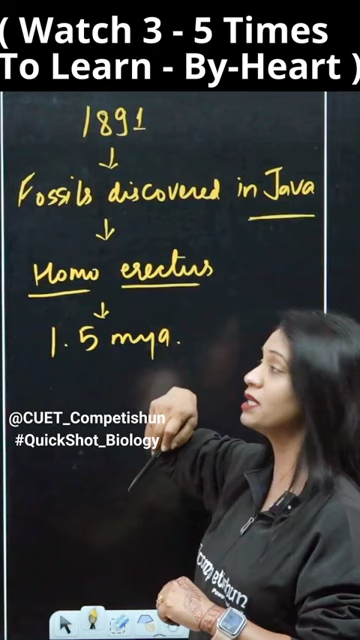 ( Watch 3 - 5 Times
To Learn - By-Heart )
1891
↓
Fossils discovered in Java
↓
Homo erectus
↓
1.5 mya.
@CUET_Competishun
#QuickShot_Biology
competishum